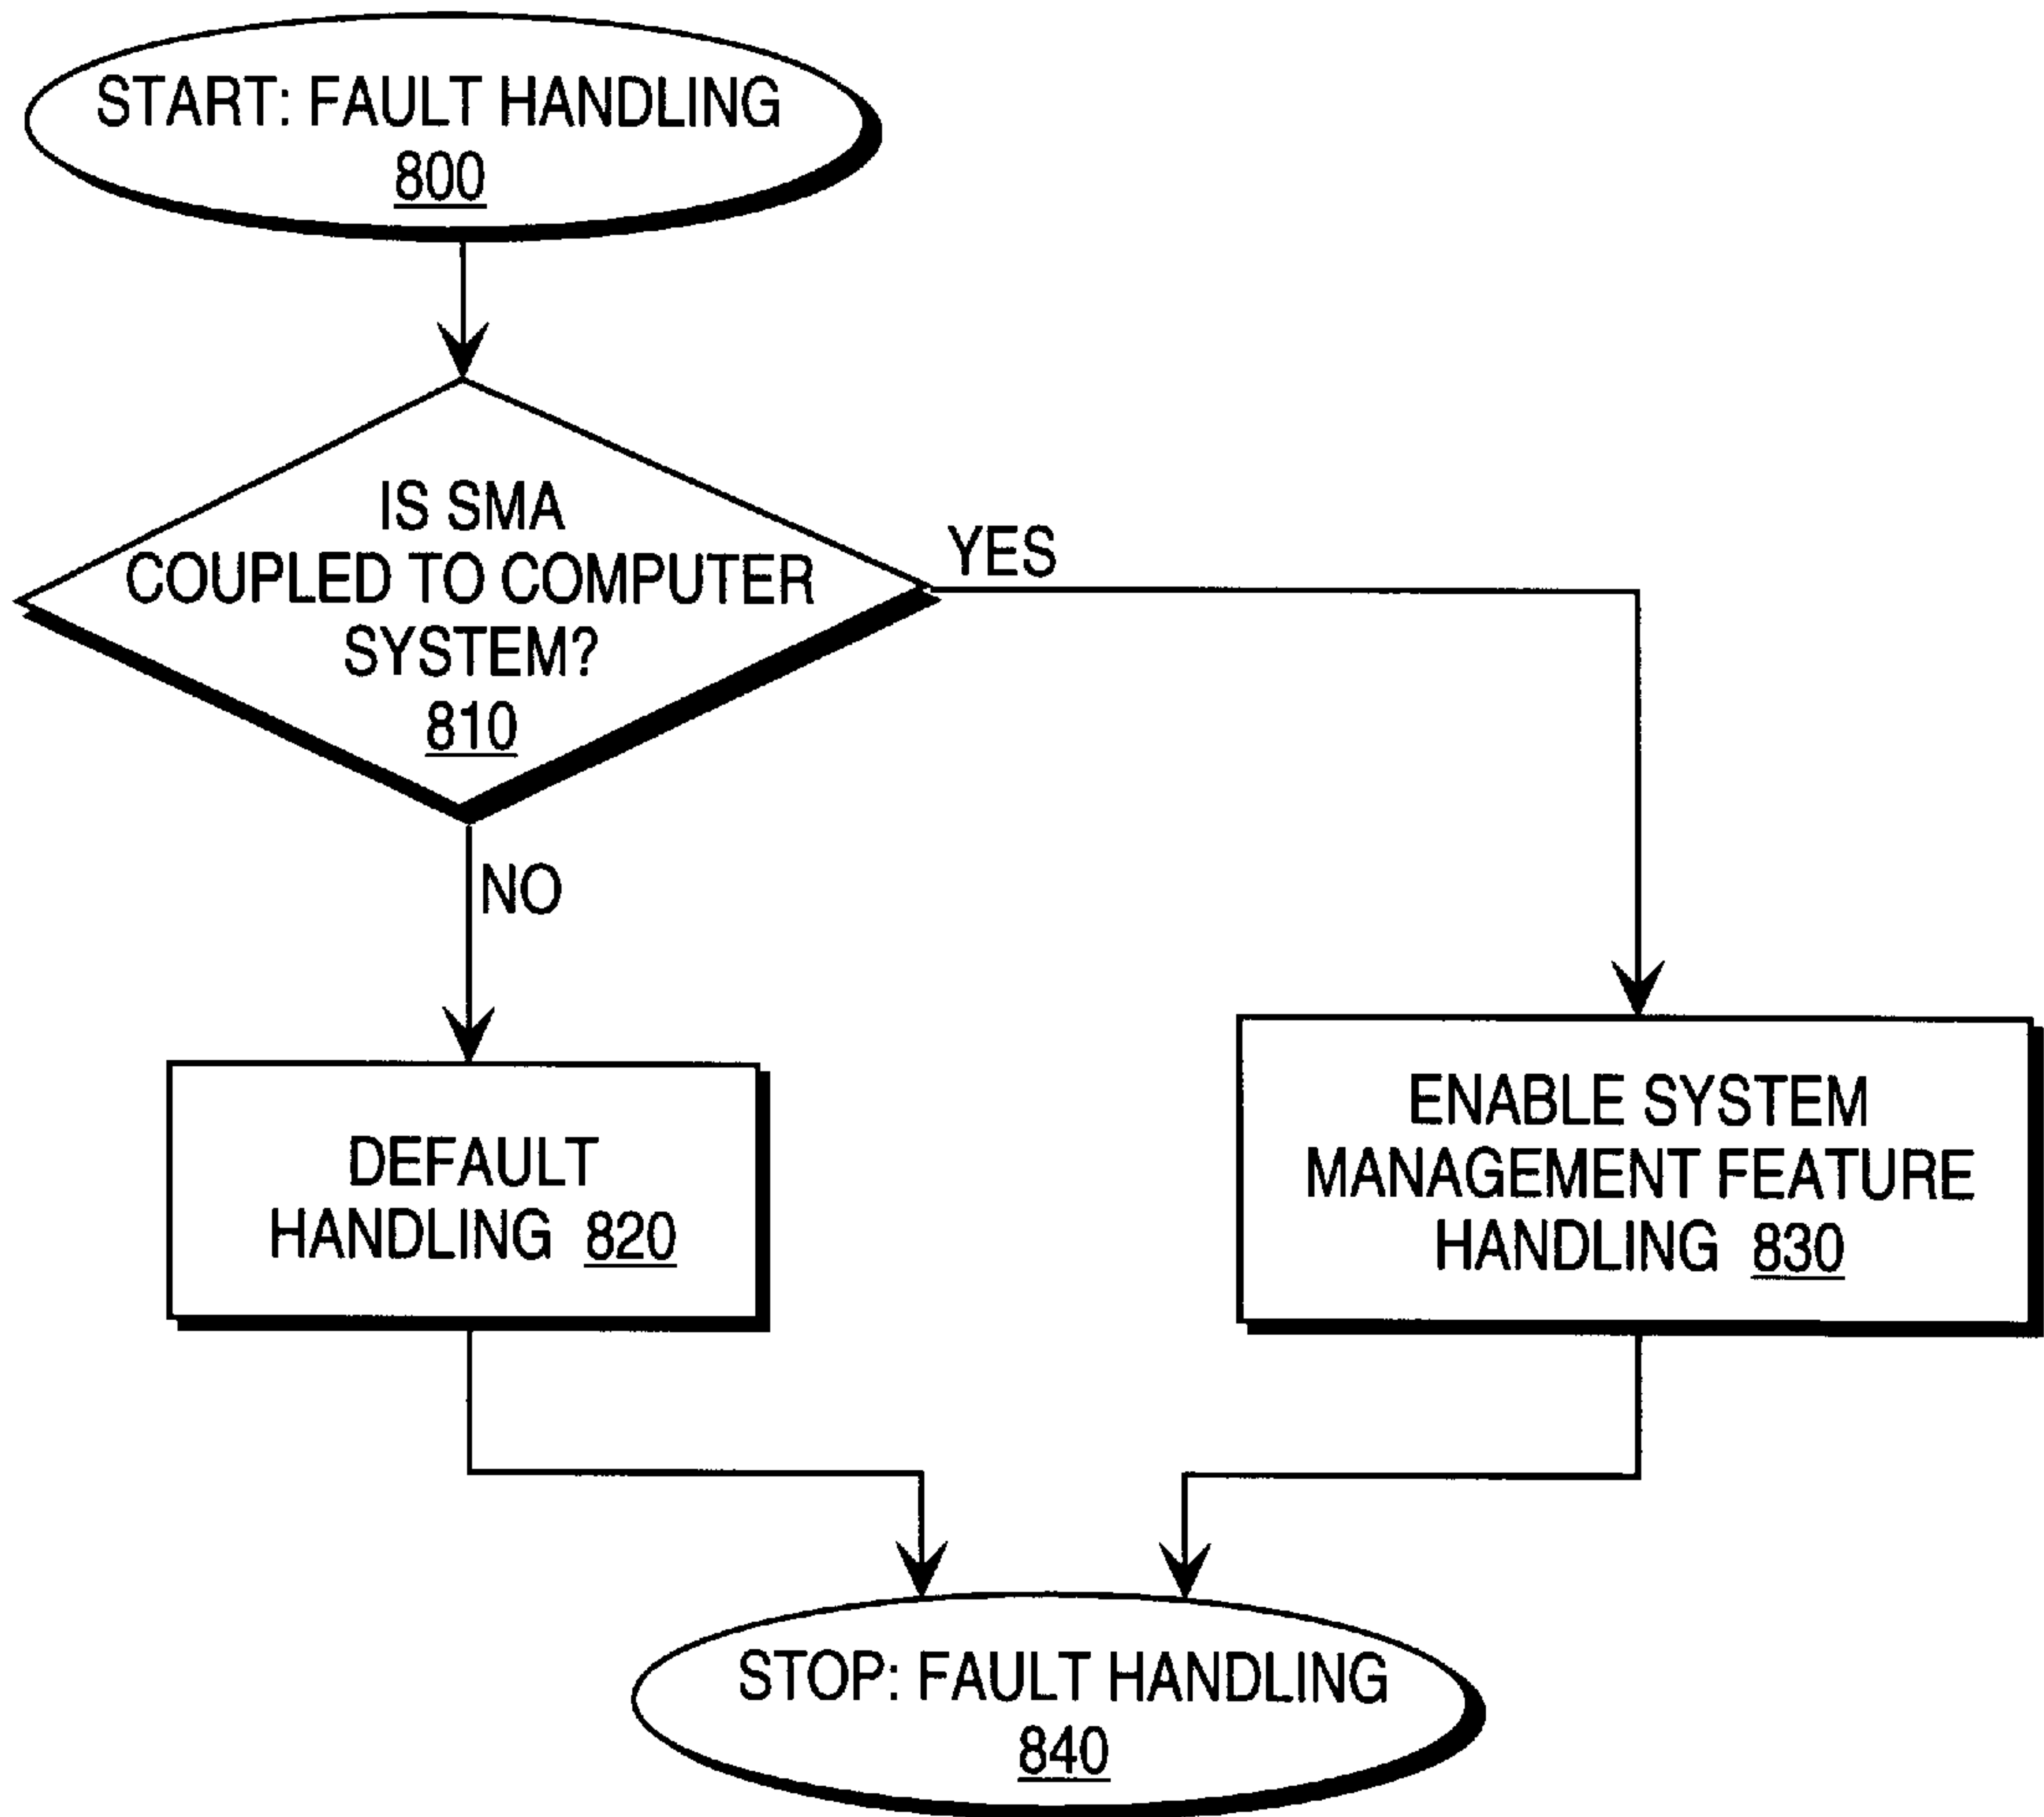 START: FAULT HANDLING
800
IS SMA
COUPLED TO COMPUTER
SYSTEM?
810
YES
NO
DEFAULT
HANDLING 820
ENABLE SYSTEM
MANAGEMENT FEATURE
HANDLING 830
STOP: FAULT HANDLING
840